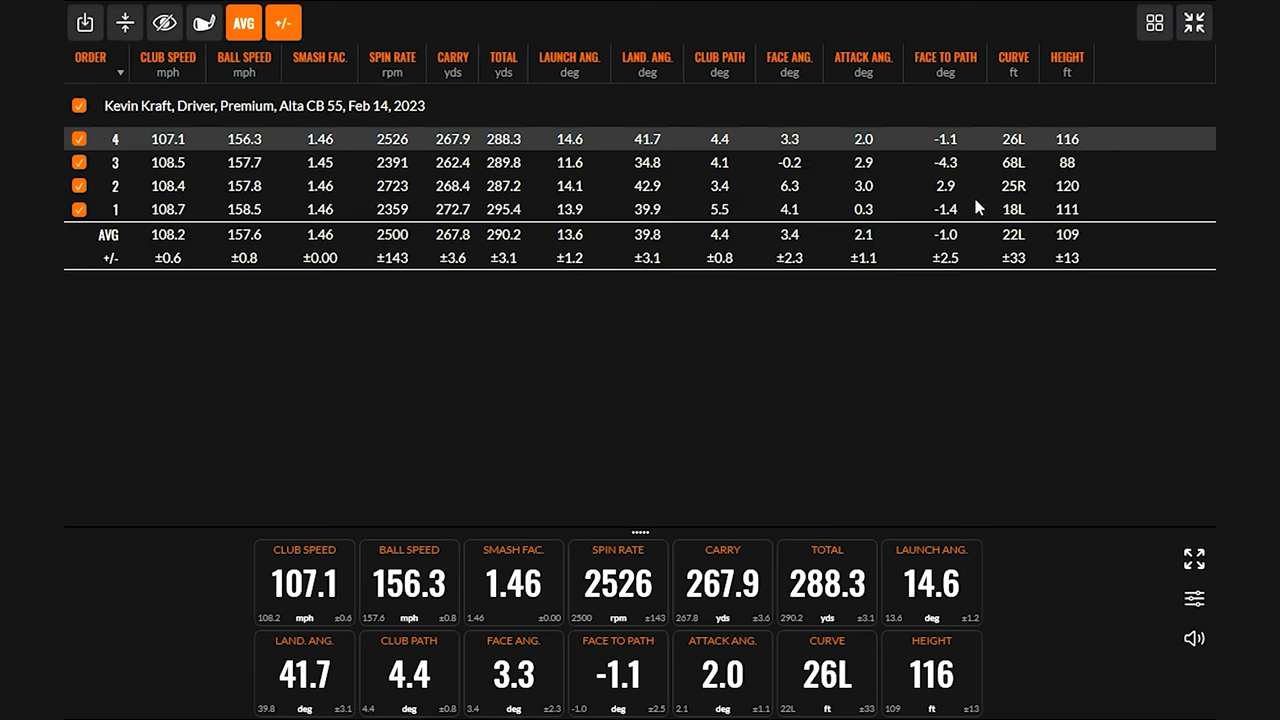 AVG +/-
ORDER CLUB SPEED BALL SPEED SMASH FAC. SPIN RATE CARRY TOTAL LAUNCH ANG. LAND. ANG. CLUB PATH FACE ANG. ATTACK ANG. FACE TO PATH CURVE HEIGHT
mph mph rpm yds yds deg deg deg deg deg deg ft ft
Kevin Kraft, Driver, Premium, Alta CB 55, Feb 14, 2023
4 107.1 156.3 1.46 2526 267.9 288.3 14.6 41.7 4.4 3.3 2.0 -1.1 26L 116
3 108.5 157.7 1.45 2391 262.4 289.8 11.6 34.8 4.1 -0.2 2.9 -4.3 68L 88
2 108.4 157.8 1.46 2723 268.4 287.2 14.1 42.9 3.4 6.3 3.0 2.9 25R 120
1 108.7 158.5 1.46 2359 272.7 295.4 13.9 39.9 5.5 4.1 0.3 -1.4 18L 111
AVG 108.2 157.6 1.46 2500 267.8 290.2 13.6 39.8 4.4 3.4 2.1 -1.0 22L 109
+/- ±0.6 ±0.8 ±0.00 ±143 ±3.6 ±3.1 ±1.2 ±3.1 ±0.8 ±2.3 ±1.1 ±2.5 ±33 ±13
CLUB SPEED BALL SPEED SMASH FAC. SPIN RATE CARRY TOTAL LAUNCH ANG.
107.1 156.3 1.46 2526 267.9 288.3 14.6
108.2 mph ±0.6 157.6 mph ±0.8 1.46 ±0.00 2500 rpm ±143 267.8 yds ±3.6 290.2 yds ±3.1 13.6 deg ±1.2
LAND. ANG. CLUB PATH FACE ANG. FACE TO PATH ATTACK ANG. CURVE HEIGHT
41.7 4.4 3.3 -1.1 2.0 26L 116
39.8 deg ±3.1 4.4 deg ±0.8 3.4 deg ±2.3 -1.0 deg ±2.5 2.1 deg ±1.1 22L ft ±33 109 ft ±13